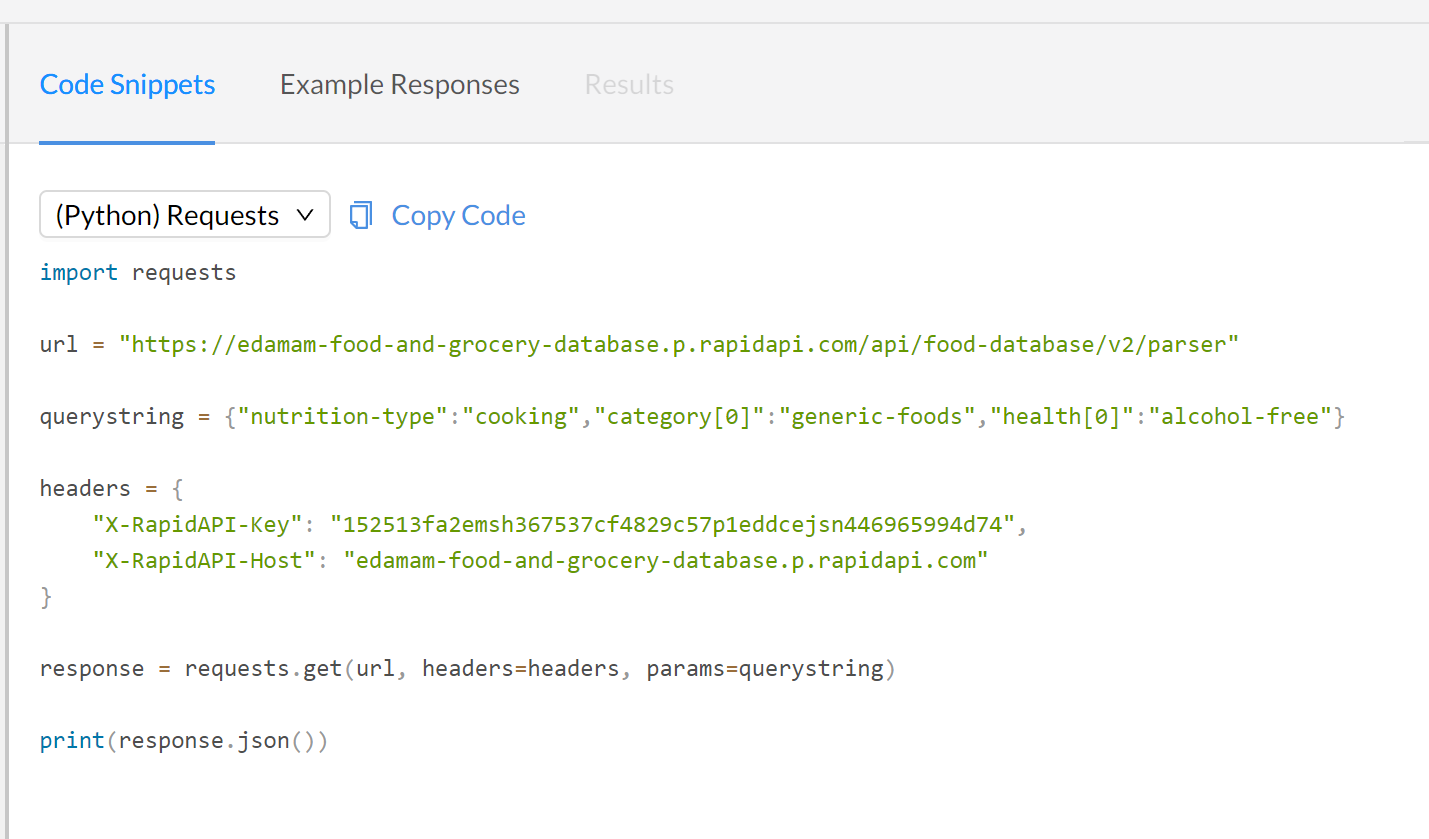 Code Snippets Example Responses Results
(Python) Requests Copy Code
import requests
url = "https://edamam-food-and-grocery-database.p.rapidapi.com/api/food-database/v2/parser"
querystring = {"nutrition-type":"cooking","category[0]":"generic-foods","health[0]":"alcohol-free"}
headers = {
    "X-RapidAPI-Key": "152513fa2emsh367537cf4829c57p1eddcejsn446965994d74",
    "X-RapidAPI-Host": "edamam-food-and-grocery-database.p.rapidapi.com"
}
response = requests.get(url, headers=headers, params=querystring)
print(response.json())